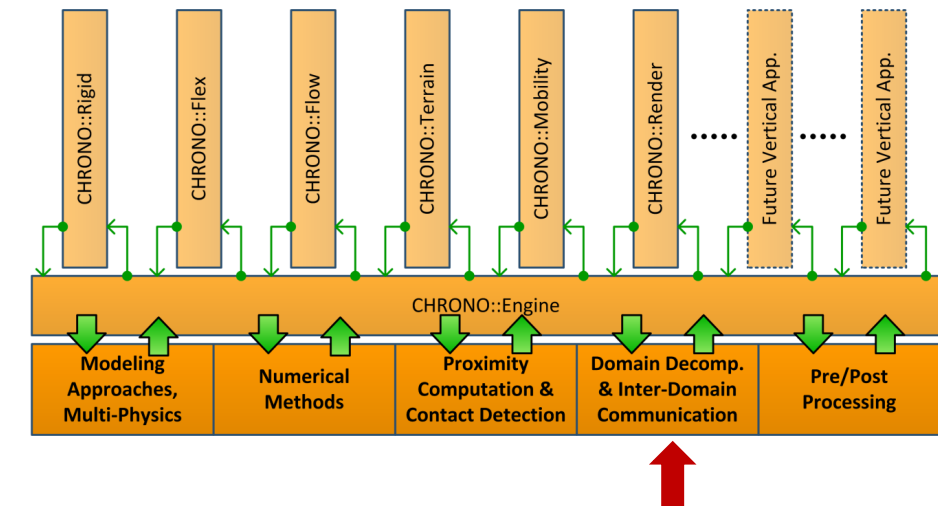 CHRONO::Rigid
CHRONO::Flex
CHRONO::Flow
CHRONO::Terrain
CHRONO::Mobility
CHRONO::Render
Future Vertical App.
Future Vertical App.
CHRONO::Engine
Modeling
Approaches,
Multi-Physics
Numerical
Methods
Proximity
Computation &
Contact Detection
Domain Decomp.
& Inter-Domain
Communication
Pre/Post
Processing